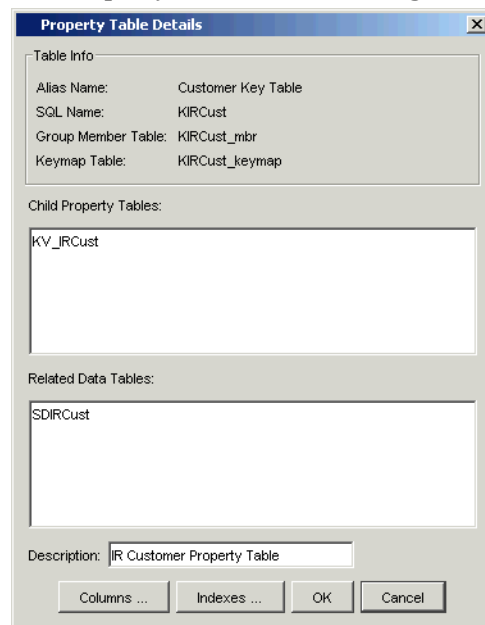 Property Table Details
Table Info
Alias Name: Customer Key Table
SQL Name: KIRCust
Group Member Table: KIRCust_mbr
Keymap Table: KIRCust_keymap
Child Property Tables:
KV_IRCust
Related Data Tables:
SDIRCust
Description: IR Customer Property Table
Columns ... Indexes ... OK Cancel